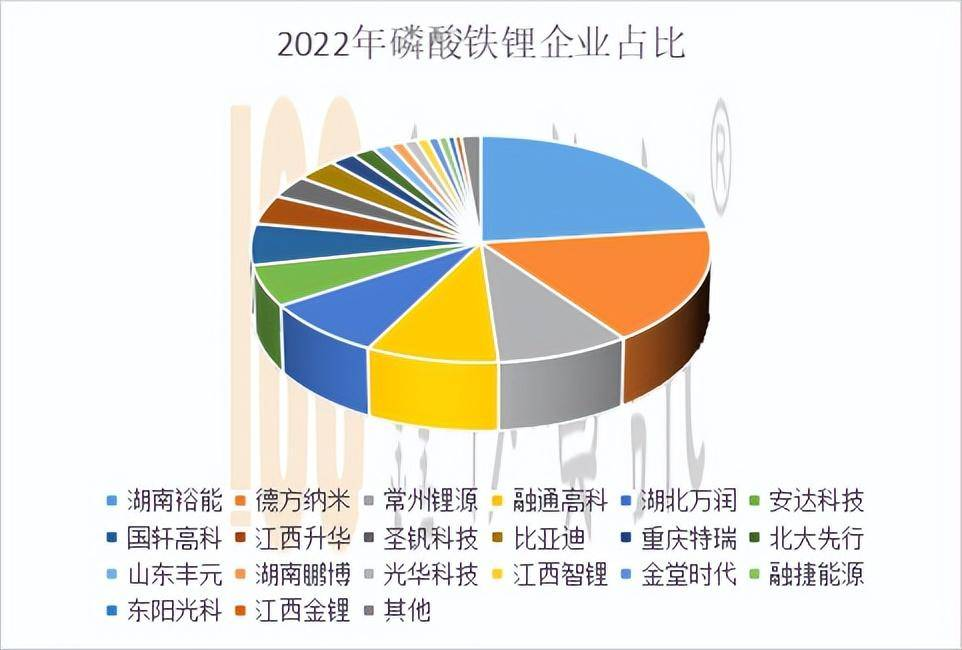 2022年磷酸铁锂企业占比
湖南裕能 德方纳米 常州锂源 融通高科 湖北万润 安达科技
国轩高科 江西升华 圣钒科技 比亚迪 重庆特瑞 北大先行
山东丰元 湖南鹏博 光华科技 江西智锂 金堂时代 融捷能源
东阳光科 江西金锂 其他